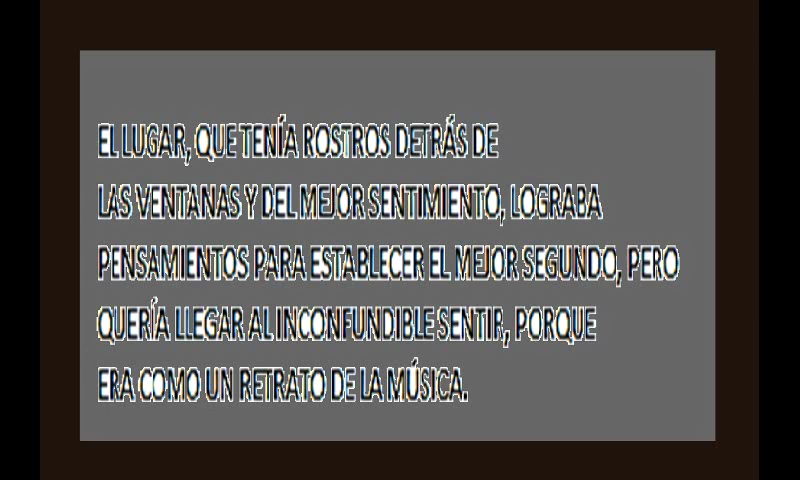 EL LUGAR, QUE TENÍA ROSTROS DETRÁS DE
LAS VENTANAS Y DEL MEJOR SENTIMIENTO, LOGRABA
PENSAMIENTOS PARA ESTABLECER EL MEJOR SEGUNDO, PERO
QUERÍA LLEGAR AL INCONFUNDIBLE SENTIR, PORQUE
ERA COMO UN RETRATO DE LA MÚSICA.